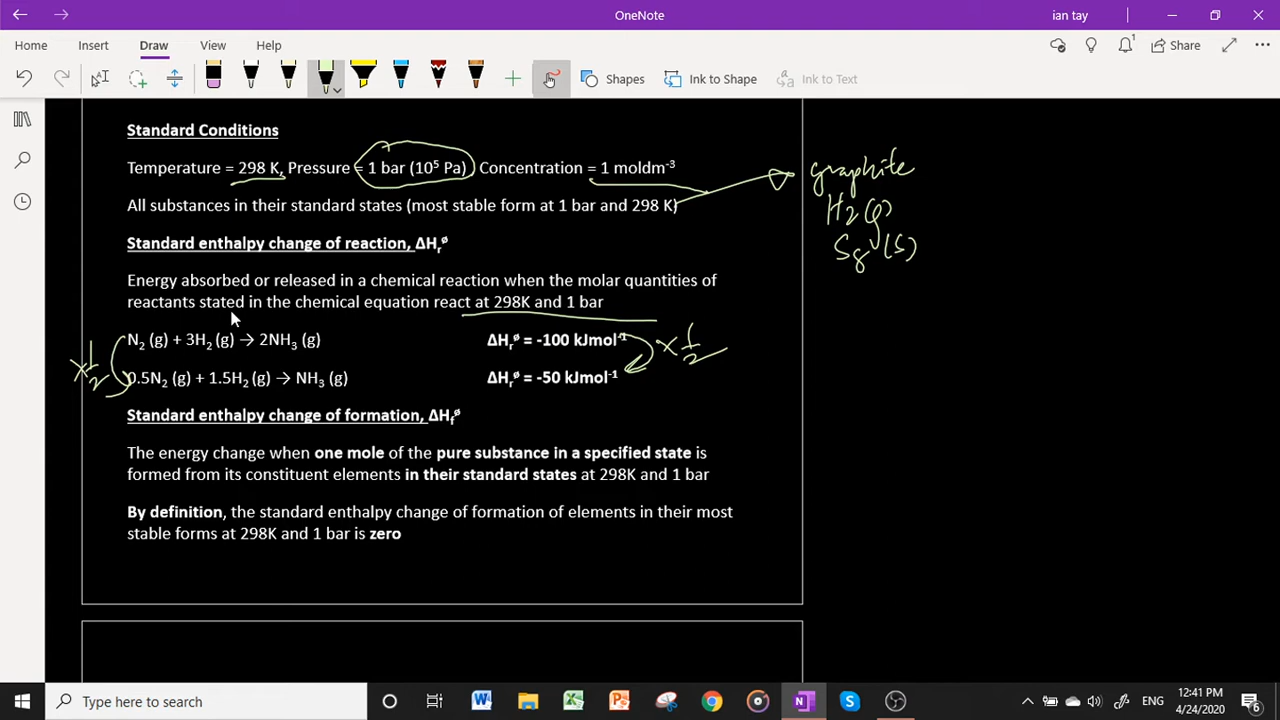 OneNote
ian tay
Home Insert Draw View Help
Share
Shapes
Ink to Shape
Ink to Text
Standard Conditions
Temperature = 298 K, Pressure = 1 bar (10⁵ Pa) Concentration = 1 moldm⁻³
graphite
All substances in their standard states (most stable form at 1 bar and 298 K)
H₂(g)
Standard enthalpy change of reaction, ΔHᵣᶲ
S₈ (s)
Energy absorbed or released in a chemical reaction when the molar quantities of
reactants stated in the chemical equation react at 298K and 1 bar
N₂ (g) + 3H₂ (g) → 2NH₃ (g) ΔHᵣᶲ = -100 kJmol⁻¹
×1/2
×1/2
0.5N₂ (g) + 1.5H₂ (g) → NH₃ (g) ΔHᵣᶲ = -50 kJmol⁻¹
Standard enthalpy change of formation, ΔHfᶲ
The energy change when one mole of the pure substance in a specified state is
formed from its constituent elements in their standard states at 298K and 1 bar
By definition, the standard enthalpy change of formation of elements in their most
stable forms at 298K and 1 bar is zero
Type here to search
ENG
12:41 PM
4/24/2020
6